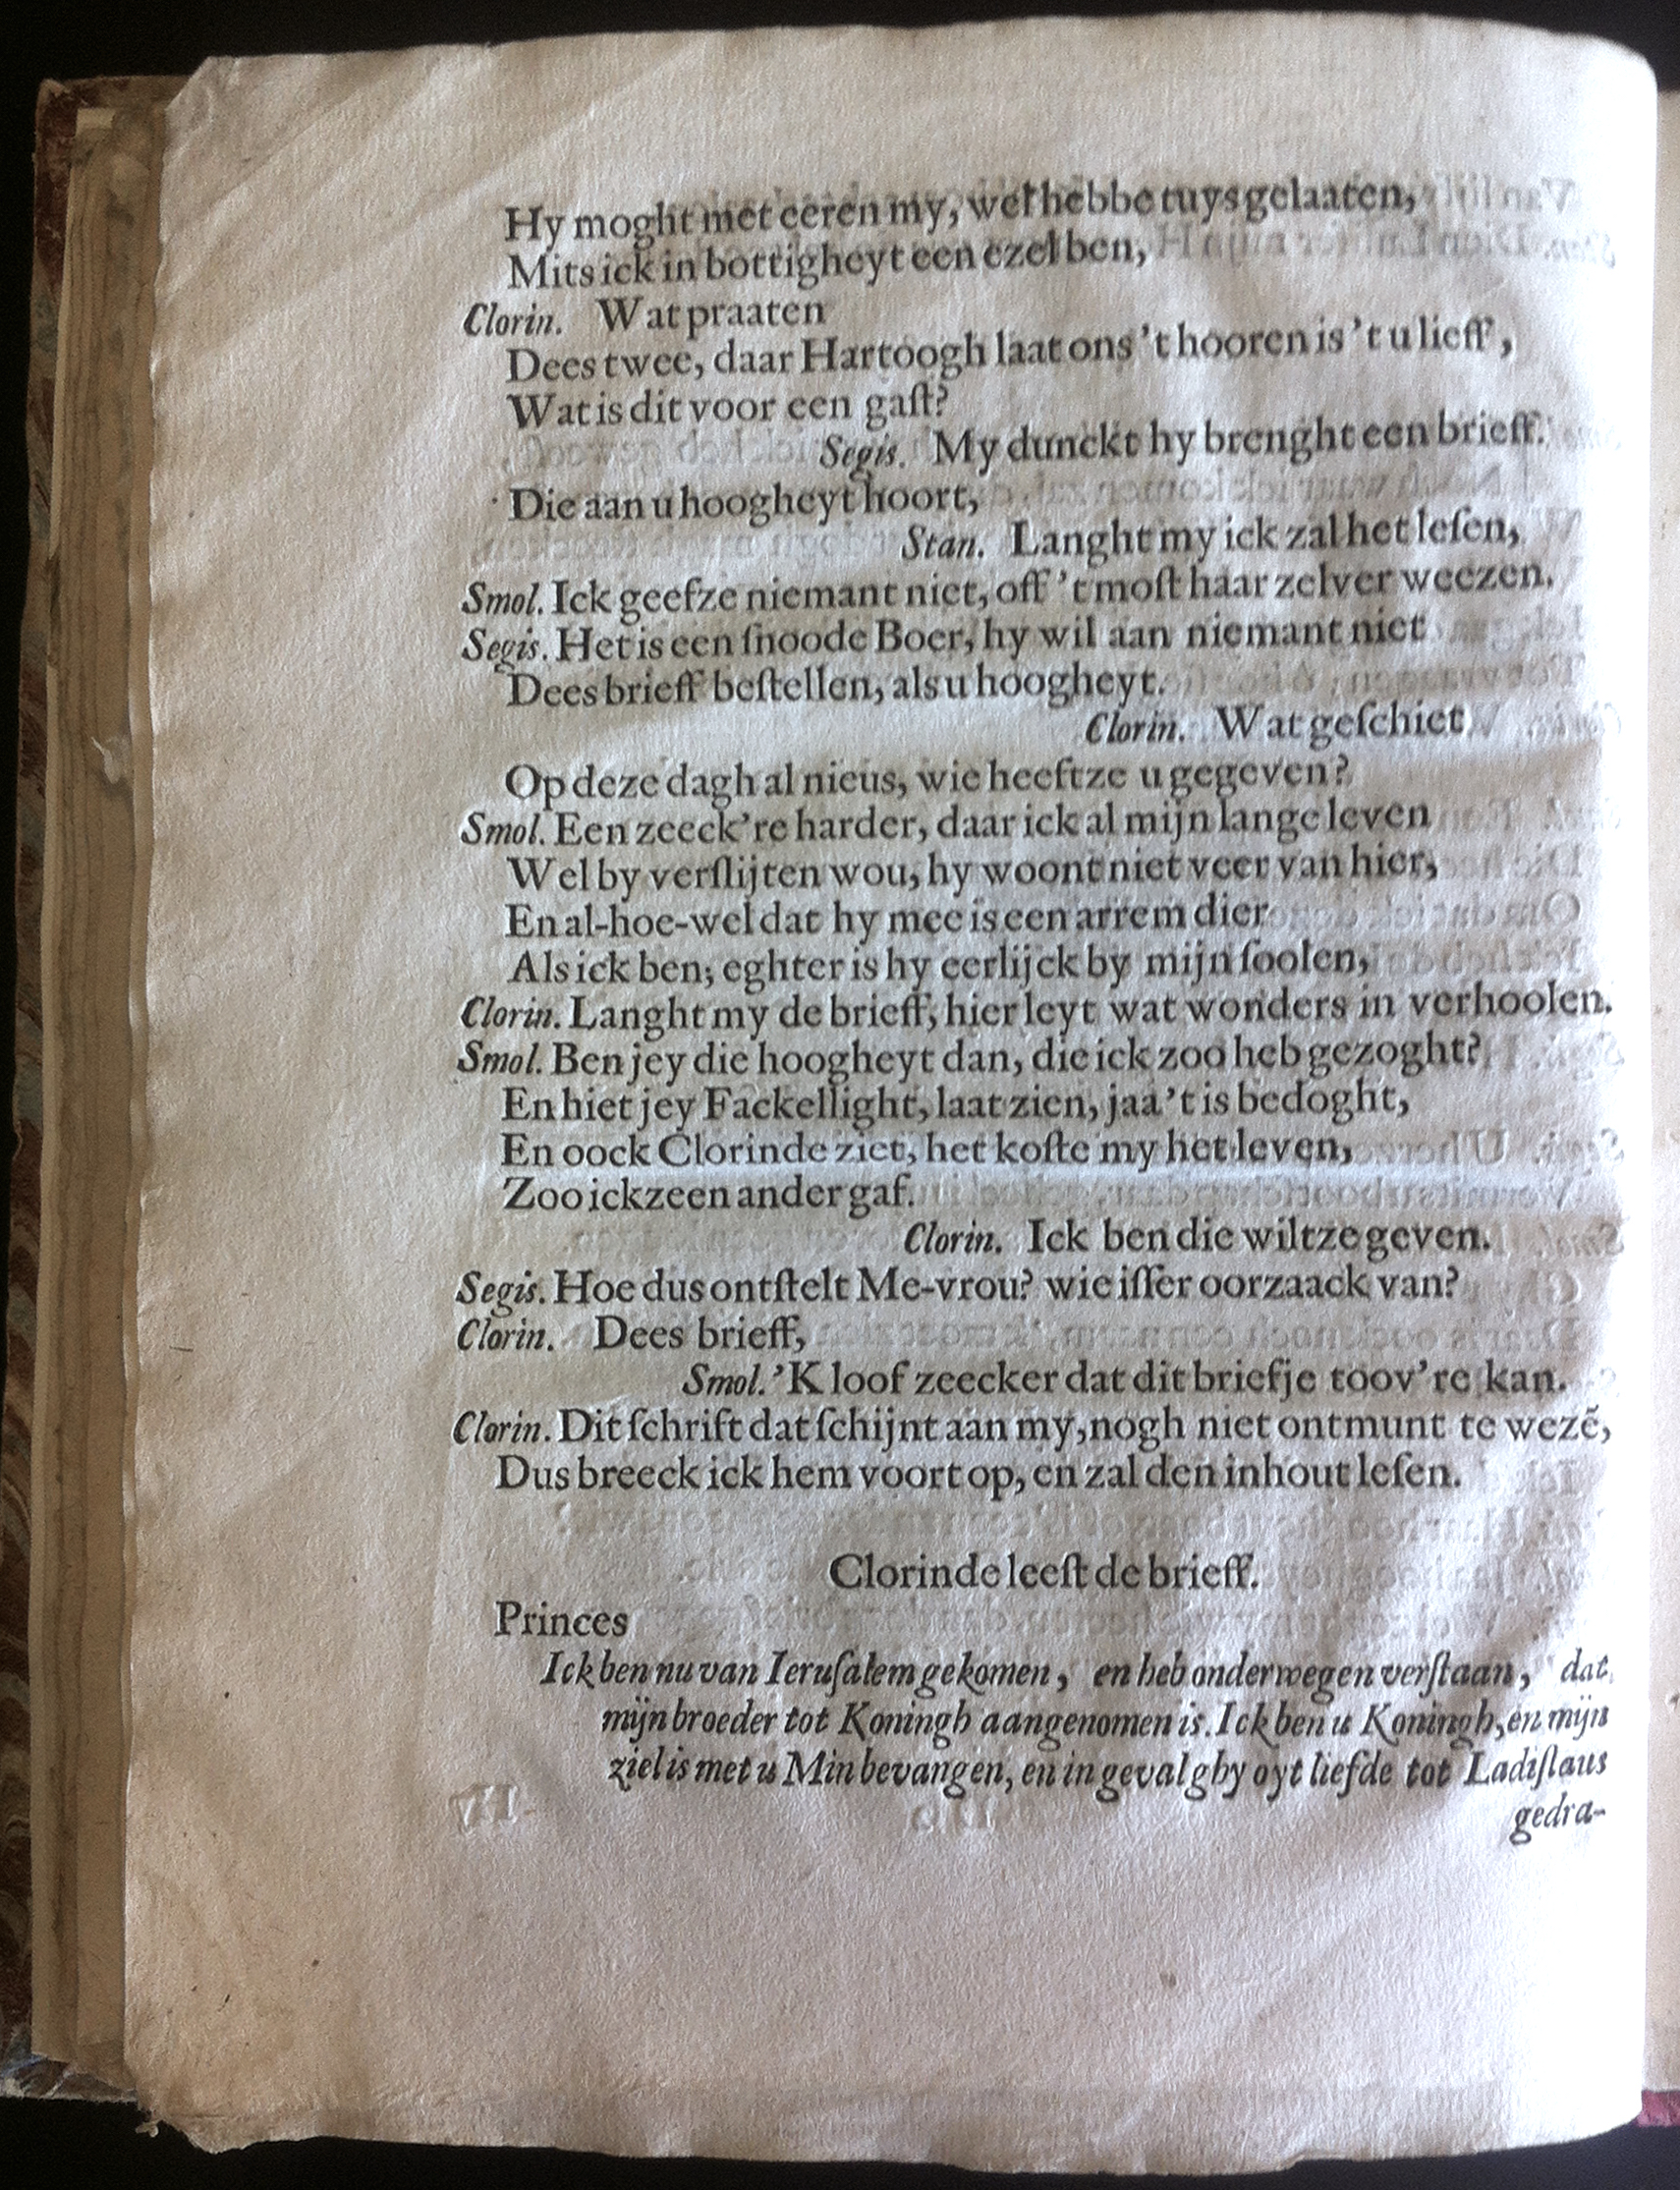 Hy moght met eeren my, wel hebbe tuys gelaaten,
Mits ick in bottigheyt een ezel ben,
Clorin. Wat praaten
Dees twee, daar Hartoogh laat ons 't hooren is 't u lieff,
Wat is dit voor een gaſt?
Segis. My dunckt hy brenght een brieff.
Die aan u hoogheyt hoort,
Stan. Langht my ick zal het leſen,
Smol. Ick geefze niemant niet, off 't moſt haar zelver weezen.
Segis. Het is een ſnoode Boer, hy wil aan niemant niet
Dees brieff beſtellen, als u hoogheyt.
Clorin. Wat geſchiet
Op deze dagh al nieus, wie heeftze u gegeven?
Smol. Een zeeck're harder, daar ick al mijn lange leven
Wel by verſlijten wou, hy woont niet veer van hier,
En al-hoe-wel dat hy mee is een arrem dier
Als ick ben; eghter is hy eerlijck by mijn ſoolen,
Clorin. Langht my de brieff, hier leyt wat wonders in verhoolen.
Smol. Ben jey die hoogheyt dan, die ick zoo heb gezoght?
En hiet jey Fackellight, laat zien, jaa 't is bedoght,
En oock Clorinde ziet, het koſte my het leven,
Zoo ickze en ander gaf.
Clorin. Ick ben die wiltze geven.
Segis. Hoe dus ontſtelt Me-vrou? wie iſſer oorzaack van?
Clorin. Dees brieff,
Smol. 'K loof zeecker dat dit briefje toov're kan.
Clorin. Dit ſchrift dat ſchijnt aan my, nogh niet ontmunt te wezẽ,
Dus breeck ick hem voort op, en zal den inhout leſen.
Clorinde leeſt de brieff.
Princes
Ick ben nu van Ieruſalem gekomen, en heb onderwegen verſtaan, dat
mijn broeder tot Koningh aangenomen is. Ick ben u Koningh, en mijn
ziel is met u Min bevangen, en in geval ghy oyt liefde tot Ladiſlaus
gedra-